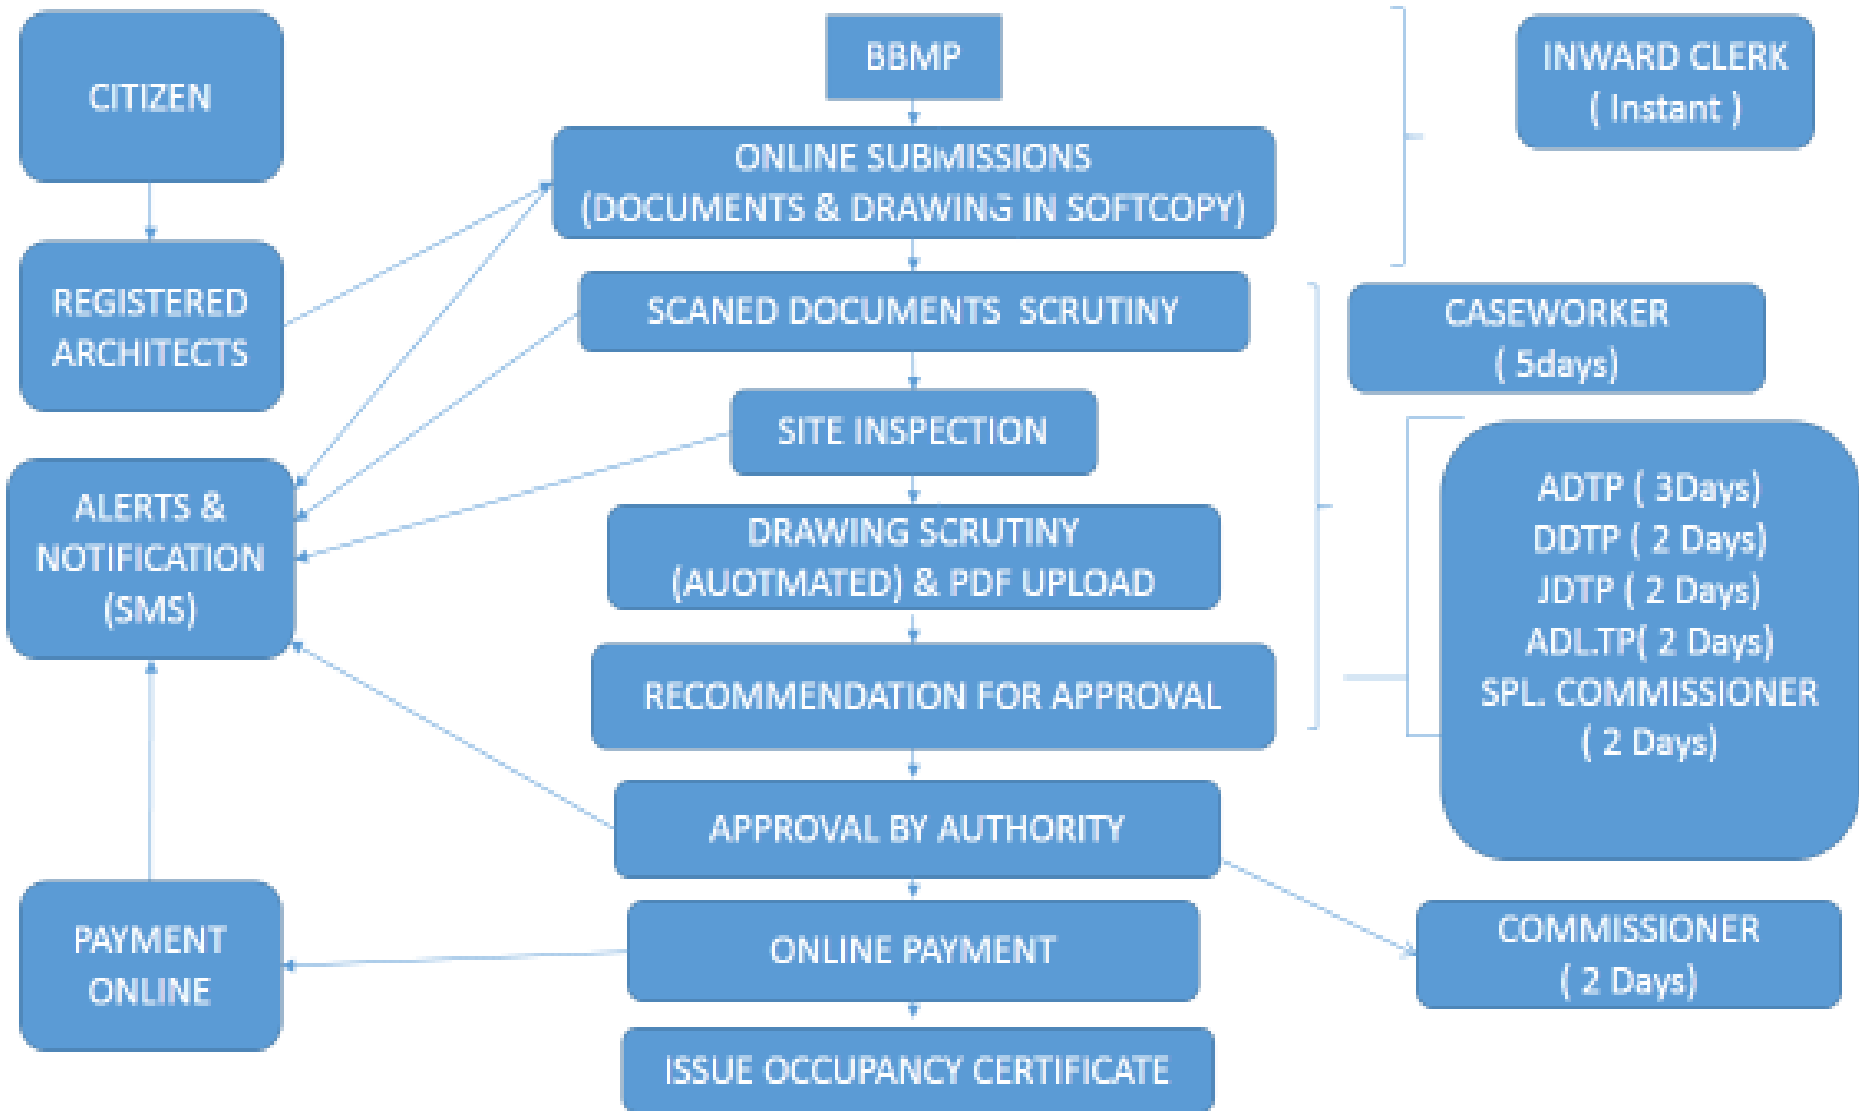 CITIZEN
REGISTERED
ARCHITECTS
ALERTS &
NOTIFICATION
(SMS)
PAYMENT
ONLINE
BBMP
ONLINE SUBMISSIONS
(DOCUMENTS & DRAWING IN SOFTCOPY)
SCANED DOCUMENTS SCRUTINY
SITE INSPECTION
DRAWING SCRUTINY
(AUOTMATED) & PDF UPLOAD
RECOMMENDATION FOR APPROVAL
APPROVAL BY AUTHORITY
ONLINE PAYMENT
ISSUE OCCUPANCY CERTIFICATE
INWARD CLERK
( Instant )
CASEWORKER
( 5days)
ADTP ( 3Days)
DDTP ( 2 Days)
JDTP ( 2 Days)
ADL.TP( 2 Days)
SPL. COMMISSIONER
( 2 Days)
COMMISSIONER
( 2 Days)